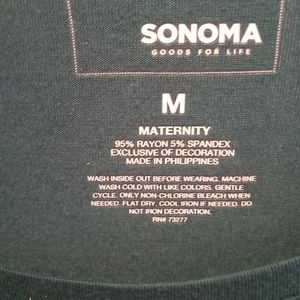 SONOMA
GOODS FOR LIFE
M
MATERNITY
95% RAYON 5% SPANDEX
EXCLUSIVE OF DECORATION
MADE IN PHILIPPINES
WASH INSIDE OUT BEFORE WEARING. MACHINE
WASH COLD WITH LIKE COLORS. GENTLE
CYCLE. ONLY NON-CHLORINE BLEACH WHEN
NEEDED. FLAT DRY. COOL IRON IF NEEDED. DO
NOT IRON DECORATION.
RN# 73277